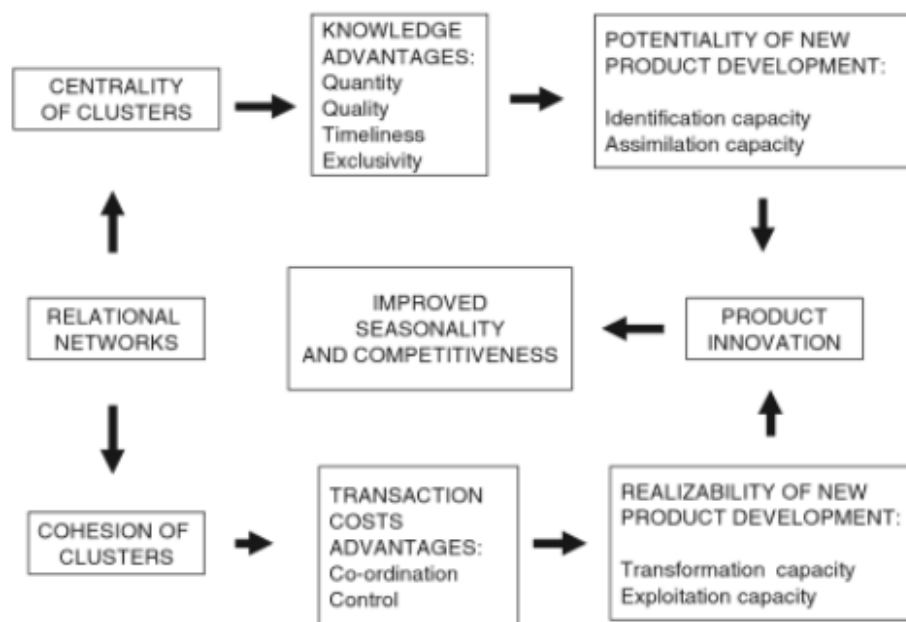 CENTRALITY
OF CLUSTERS
KNOWLEDGE
ADVANTAGES:
Quantity
Quality
Timeliness
Exclusivity
POTENTIALITY OF NEW
PRODUCT DEVELOPMENT:
Identification capacity
Assimilation capacity
RELATIONAL
NETWORKS
IMPROVED
SEASONALITY
AND COMPETITIVENESS
PRODUCT
INNOVATION
COHESION OF
CLUSTERS
TRANSACTION
COSTS
ADVANTAGES:
Co-ordination
Control
REALIZABILITY OF NEW
PRODUCT DEVELOPMENT:
Transformation capacity
Exploitation capacity